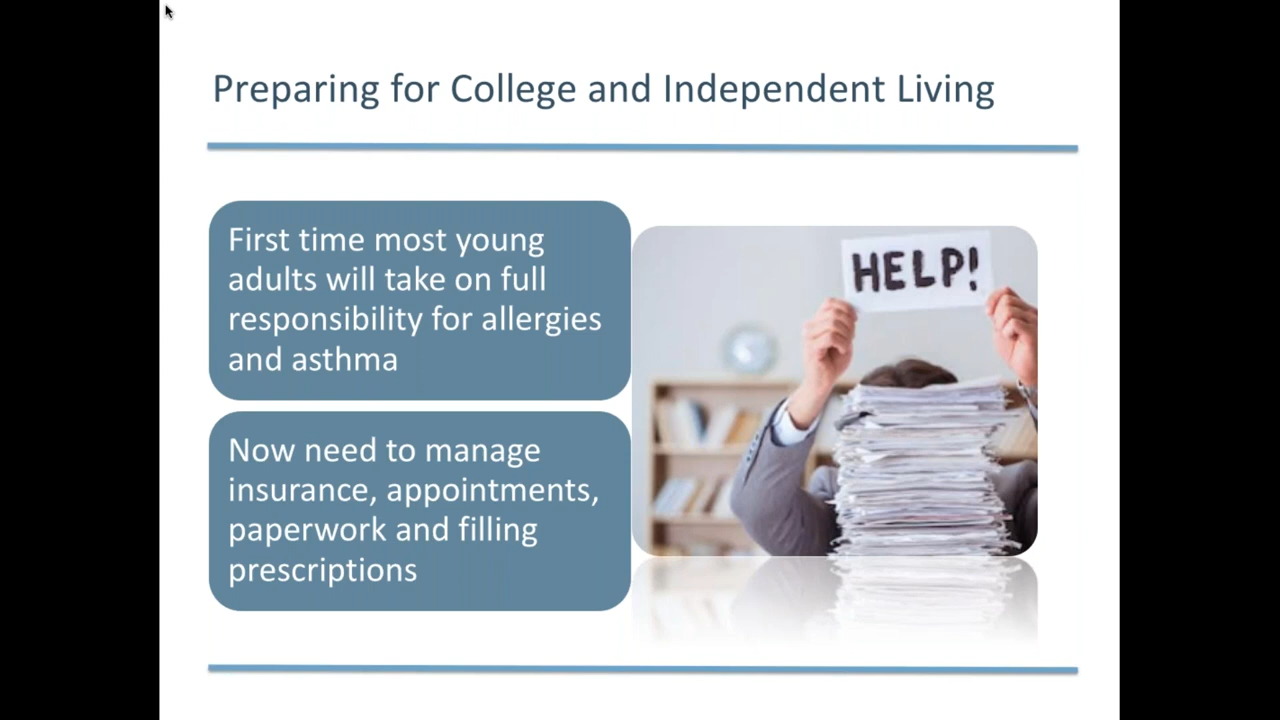 Preparing for College and Independent Living
First time most young
adults will take on full
responsibility for allergies
and asthma
Now need to manage
insurance, appointments,
paperwork and filling
prescriptions
HELP!